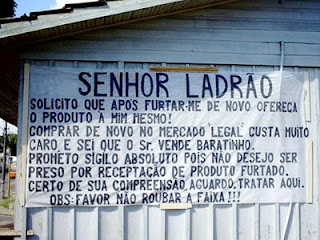 SENHOR LADRÃO
SOLICITO QUE APÓS FURTAR-ME DE NOVO OFEREÇA
O PRODUTO À MIM MESMO!
COMPRAR DE NOVO NO MERCADO "LEGAL" CUSTA MUITO
CARO, E SEI QUE O Sr. VENDE BARATINHO.
PROMETO SIGILO ABSOLUTO POIS NÃO DESEJO SER
PRESO POR RECEPTAÇÃO DE PRODUTO FURTADO.
CERTO DE SUA COMPREENSÃO, AGUARDO. TRATAR AQUI.
OBS: FAVOR NÃO ROUBAR A FAIXA!!!